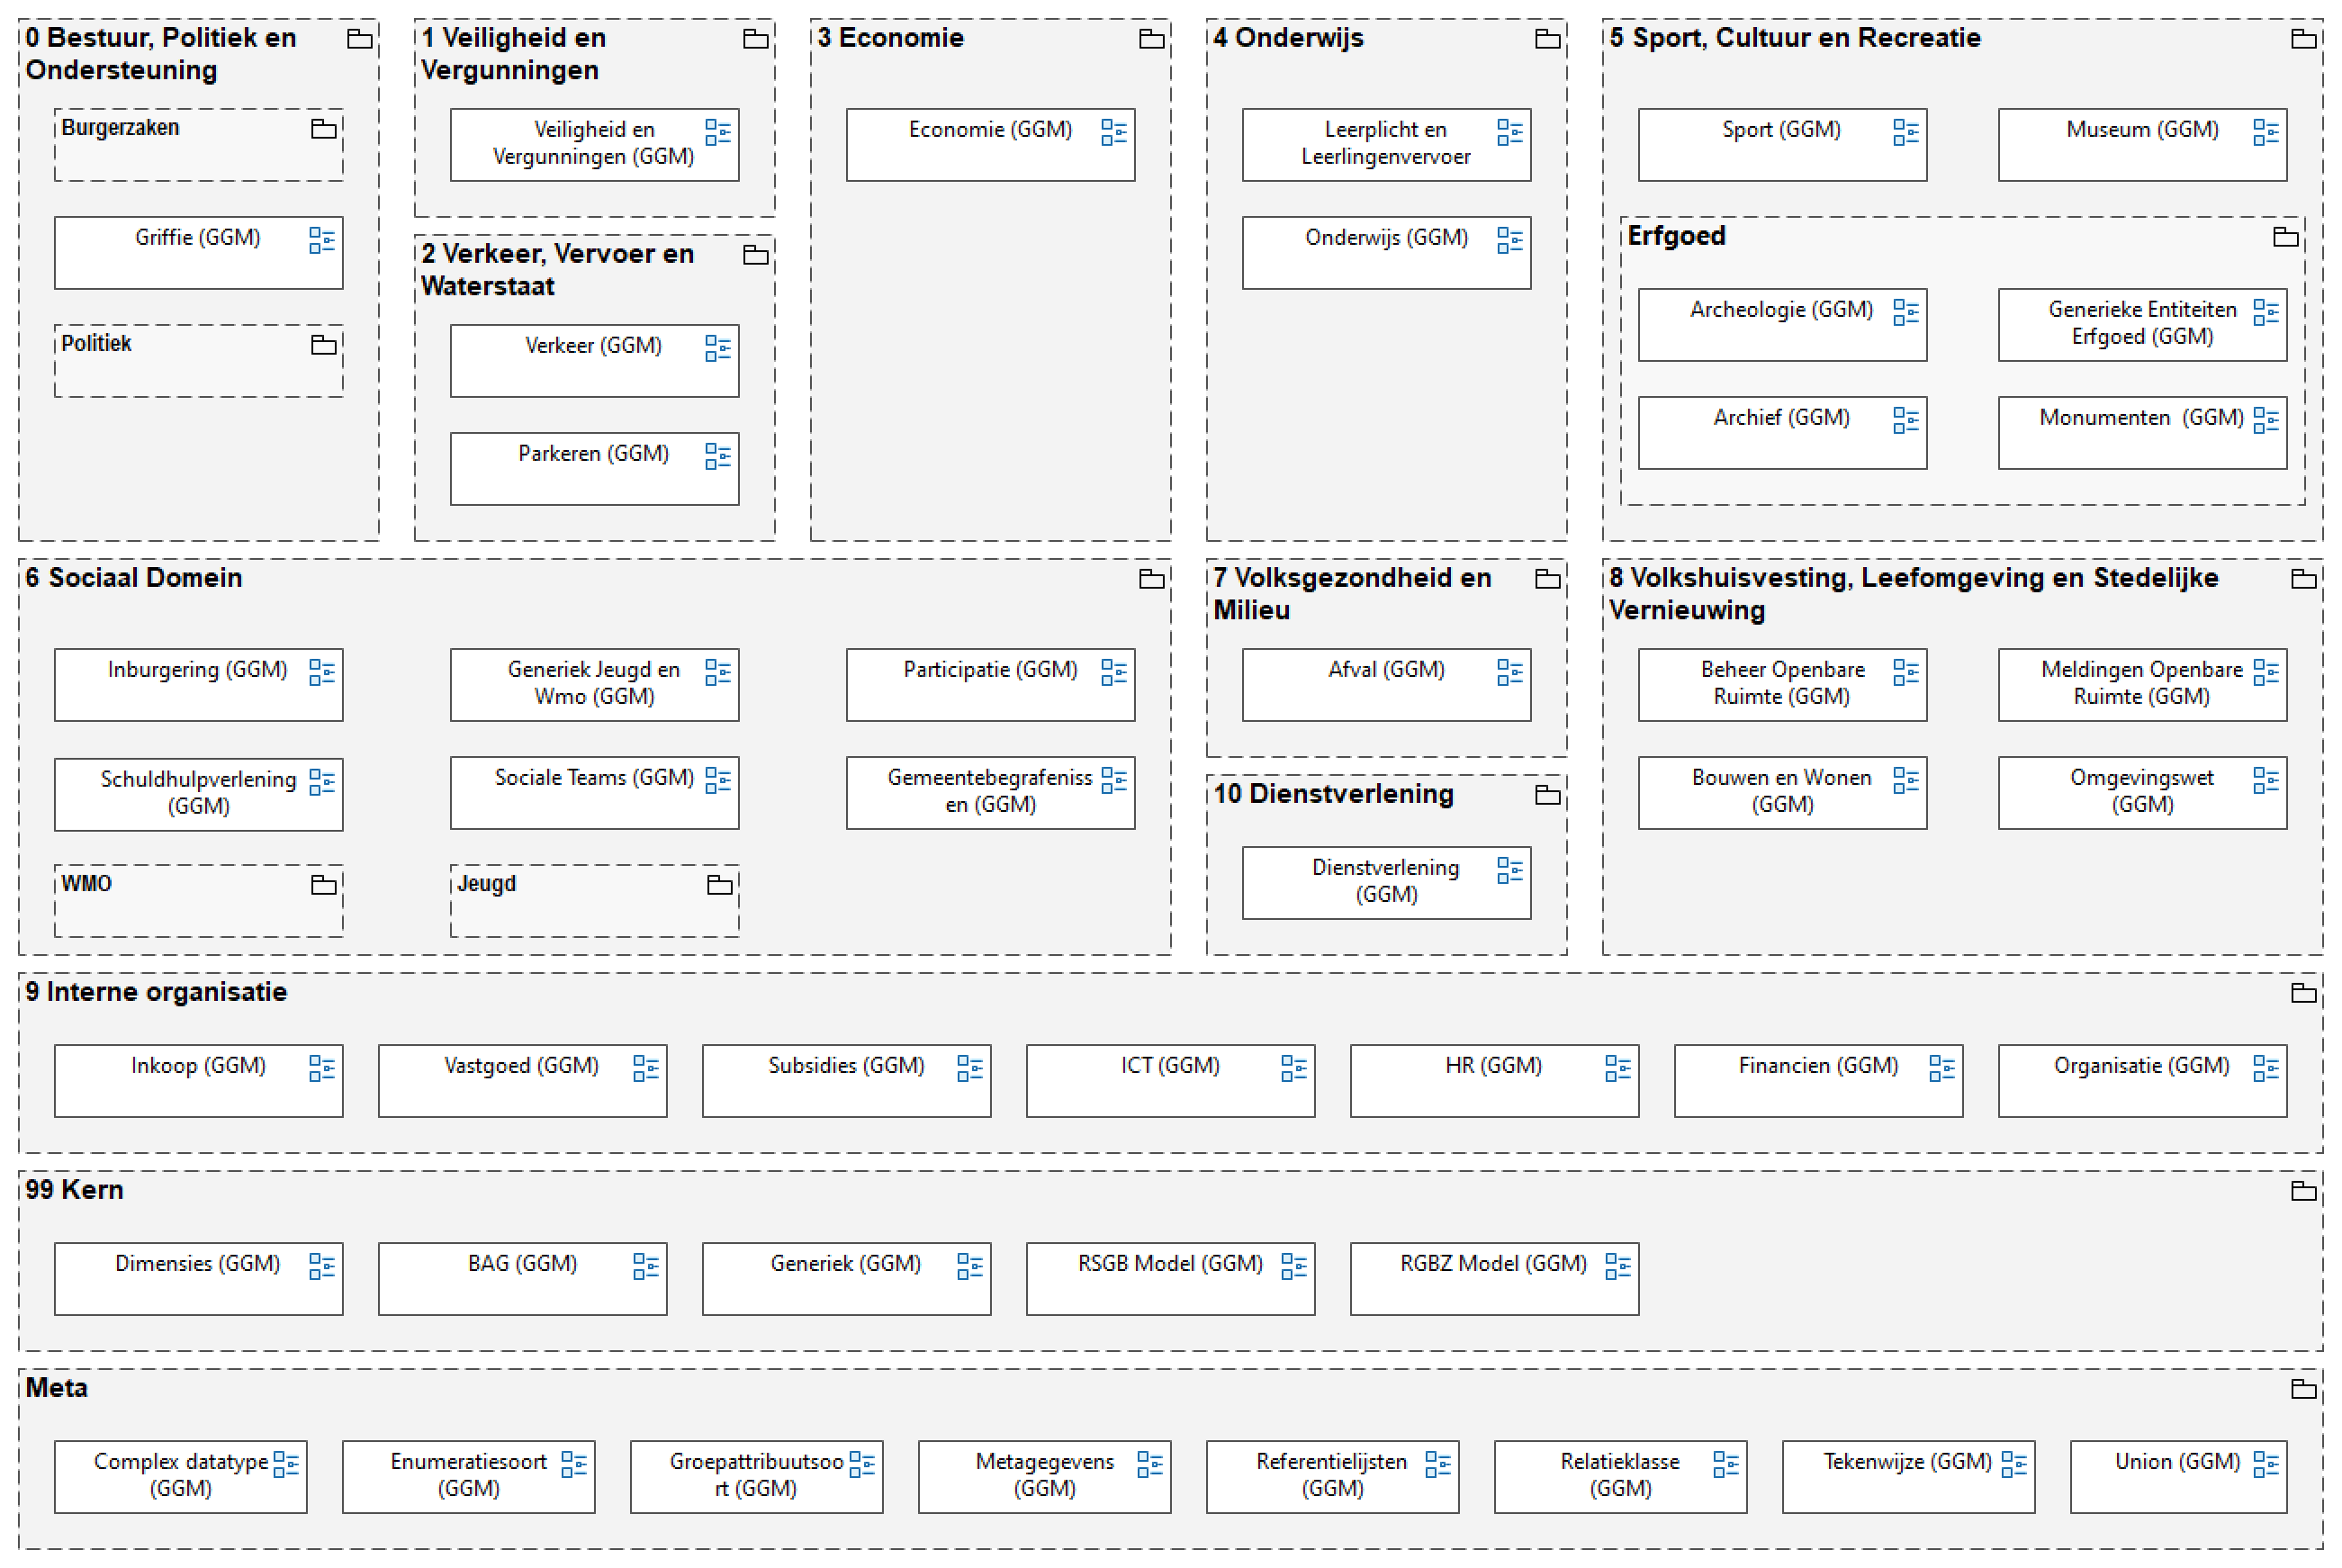 0 Bestuur, Politiek en
Ondersteuning
Burgerzaken
Griffie (GGM)
Politiek
1 Veiligheid en
Vergunningen
Veiligheid en
Vergunningen (GGM)
2 Verkeer, Vervoer en
Waterstaat
Verkeer (GGM)
Parkeren (GGM)
3 Economie
Economie (GGM)
4 Onderwijs
Leerplicht en
Leerlingenvervoer
Onderwijs (GGM)
5 Sport, Cultuur en Recreatie
Sport (GGM)
Museum (GGM)
Erfgoed
Archeologie (GGM)
Generieke Entiteiten
Erfgoed (GGM)
Archief (GGM)
Monumenten  (GGM)
6 Sociaal Domein
Inburgering (GGM)
Generiek Jeugd en
Wmo (GGM)
Participatie (GGM)
Schuldhulpverlening
(GGM)
Sociale Teams (GGM)
Gemeentebegrafeniss
en (GGM)
WMO
Jeugd
7 Volksgezondheid en
Milieu
Afval (GGM)
10 Dienstverlening
Dienstverlening
(GGM)
8 Volkshuisvesting, Leefomgeving en Stedelijke
Vernieuwing
Beheer Openbare
Ruimte (GGM)
Meldingen Openbare
Ruimte (GGM)
Bouwen en Wonen
(GGM)
Omgevingswet
(GGM)
9 Interne organisatie
Inkoop (GGM)
Vastgoed (GGM)
Subsidies (GGM)
ICT (GGM)
HR (GGM)
Financien (GGM)
Organisatie (GGM)
99 Kern
Dimensies (GGM)
BAG (GGM)
Generiek (GGM)
RSGB Model (GGM)
RGBZ Model (GGM)
Meta
Complex datatype
(GGM)
Enumeratiesoort
(GGM)
Groepattribuutsoo
rt (GGM)
Metagegevens
(GGM)
Referentielijsten
(GGM)
Relatieklasse
(GGM)
Tekenwijze (GGM)
Union (GGM)